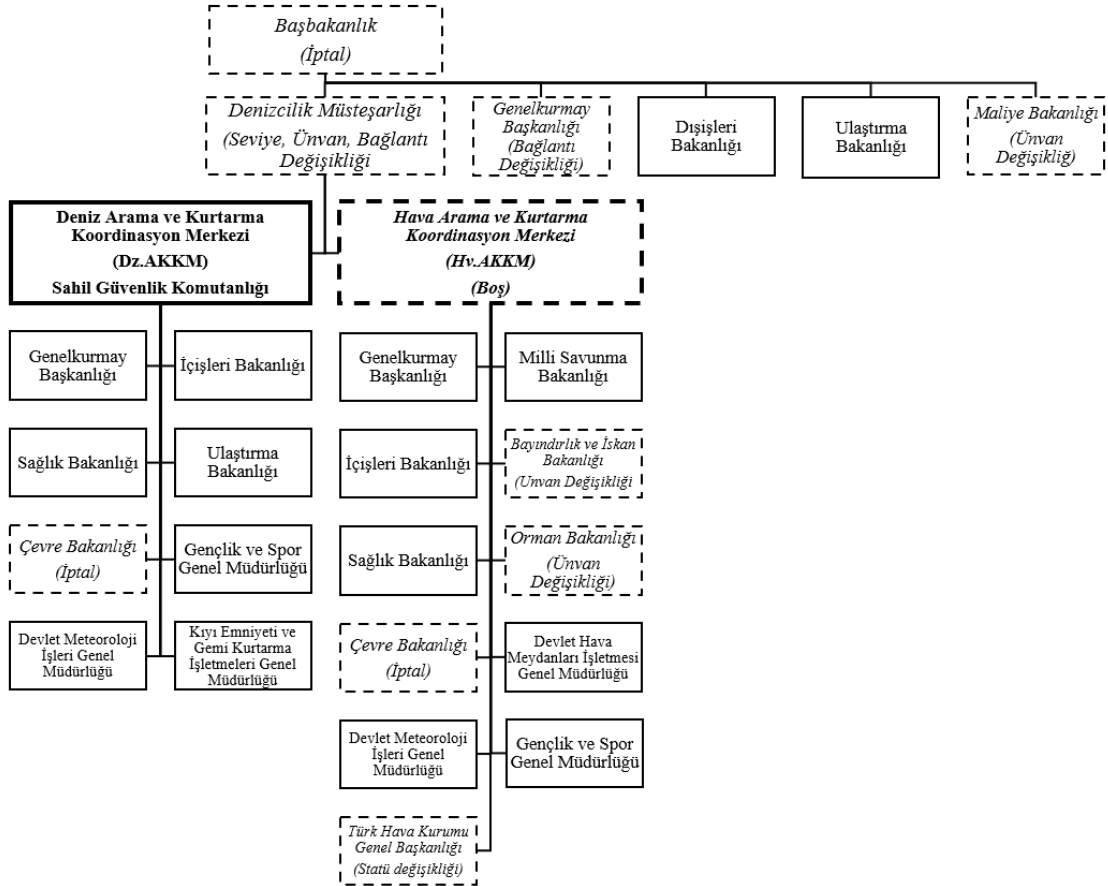 Başbakanlık
(İptal)
Denizcilik Müsteşarlığı
(Seviye, Ünvan, Bağlantı
Değişikliği
Genelkurmay
Başkanlığı
(Bağlantı
Değişikliği)
Dışişleri
Bakanlığı
Ulaştırma
Bakanlığı
Maliye Bakanlığı
(Ünvan
Değişikliğ)
Deniz Arama ve Kurtarma
Koordinasyon Merkezi
(Dz.AKKM)
Sahil Güvenlik Komutanlığı
Hava Arama ve Kurtarma
Koordinasyon Merkezi
(Hv.AKKM)
(Boş)
Genelkurmay
Başkanlığı
İçişleri Bakanlığı
Sağlık Bakanlığı
Ulaştırma
Bakanlığı
Çevre Bakanlığı
(İptal)
Gençlik ve Spor
Genel Müdürlüğü
Devlet Meteoroloji
İşleri Genel
Müdürlüğü
Kıyı Emniyeti ve
Gemi Kurtarma
İşletmeleri Genel
Müdürlüğü
Genelkurmay
Başkanlığı
Milli Savunma
Bakanlığı
İçişleri Bakanlığı
Bayındırlık ve İskan
Bakanlığı
(Unvan Değişikliği
Sağlık Bakanlığı
Orman Bakanlığı
(Ünvan
Değişikliği)
Çevre Bakanlığı
(İptal)
Devlet Hava
Meydanları İşletmesi
Genel Müdürlüğü
Devlet Meteoroloji
İşleri Genel
Müdürlüğü
Gençlik ve Spor
Genel Müdürlüğü
Türk Hava Kurumu
Genel Başkanlığı
(Statü değişikliği)